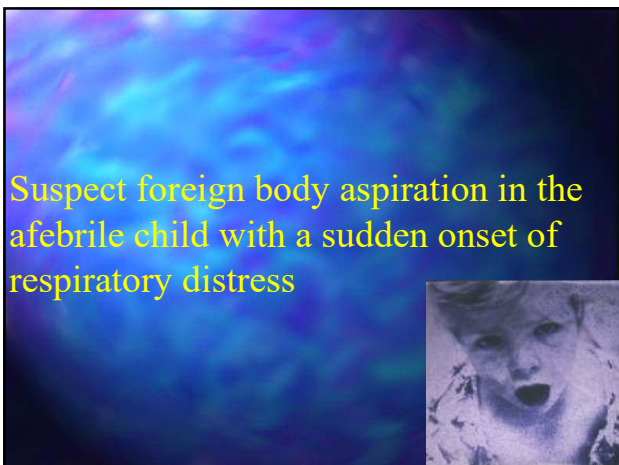 Suspect foreign body aspiration in the
afebrile child with a sudden onset of
respiratory distress